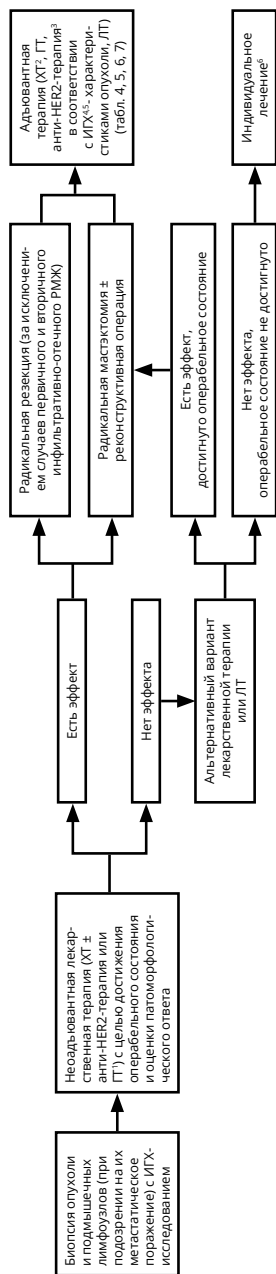 Биопсия опухоли
и подмышечных
лимфоузлов (при
подозрении на их
метастатическое
поражение) с ИГХ-
исследованием
Неоадъювантная лекар-
ственная терапия (ХТ ±
анти-HER2-терапия или
ГТ¹) с целью достижения
операбельного состояния
и оценки патоморфологи-
ческого ответа
Есть эффект
Нет эффекта
Альтернативный вариант
лекарственной терапии
или ЛТ
Радикальная резекция (за исключени-
ем случаев первичного и вторичного
инфильтративно-отечного РМЖ)
Радикальная мастэктомия ±
реконструктивная операция
Есть эффект,
достигнуто операбельное состояние
Нет эффекта,
операбельное состояние не достигнуто
Адъювантная
терапия (ХТ², ГТ,
анти-HER2-терапия³
в соответствии
с ИГХ⁴,⁵- характери-
стиками опухоли, ЛТ)
(табл. 4, 5, 6, 7)
Индивидуальное
лечение⁶